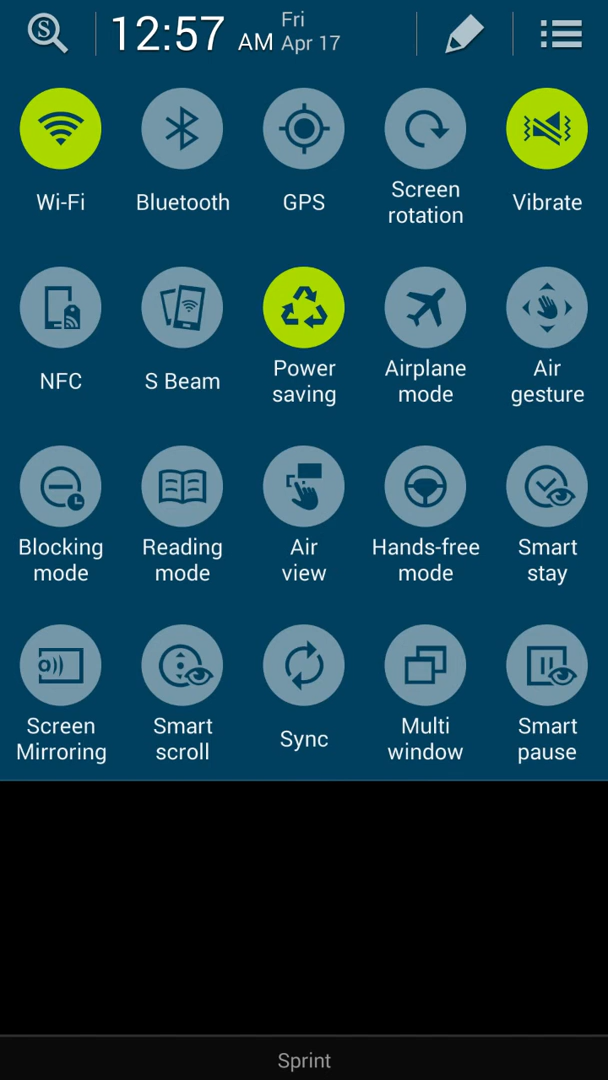 S
12:57 AM Fri
Apr 17
Wi-Fi
Bluetooth
GPS
Screen
rotation
Vibrate
NFC
S Beam
Power
saving
Airplane
mode
Air
gesture
Blocking
mode
Reading
mode
Air
view
Hands-free
mode
Smart
stay
Screen
Mirroring
Smart
scroll
Sync
Multi
window
Smart
pause
Sprint